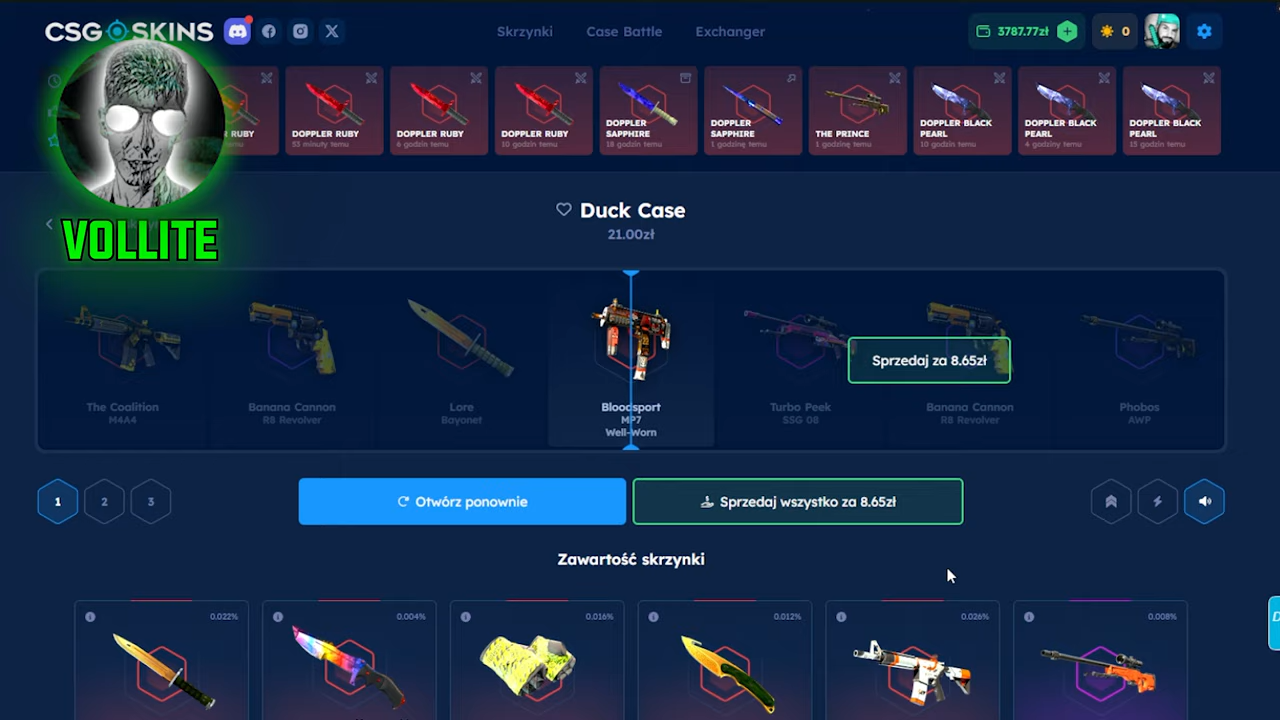 CSG SKINS
Skrzynki Case Battle Exchanger
3787.77zł
0
RUBY
DOPPLER RUBY
53 minuty temu
DOPPLER RUBY
6 godzin temu
DOPPLER RUBY
10 godzin temu
DOPPLER SAPPHIRE
18 godzin temu
DOPPLER SAPPHIRE
1 godzinę temu
THE PRINCE
1 godzinę temu
DOPPLER BLACK PEARL
10 godzin temu
DOPPLER BLACK PEARL
4 godziny temu
DOPPLER BLACK PEARL
13 godzin temu
VOLLITE
Duck Case
21.00zł
The Coalition
M4A4
Banana Cannon
R8 Revolver
Lore
Bayonet
Bloodsport
MP7
Well-Worn
Turbo Peek
SSG 08
Sprzedaj za 8.65zł
Banana Cannon
R8 Revolver
Phobos
AWP
1 2 3
Otwórz ponownie
Sprzedaj wszystko za 8.65zł
Zawartość skrzynki
0.022%
0.004%
0.016%
0.012%
0.026%
0.008%